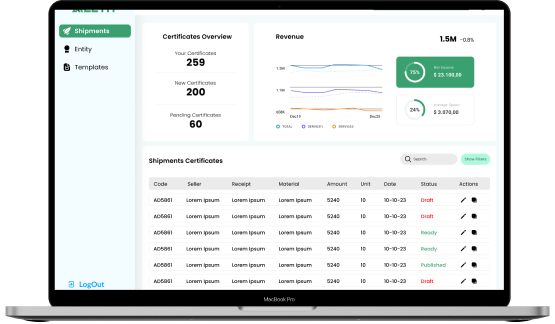 Shipments
Entity
Templates
LogOut
Certificates Overview
Your Certificates
259
New Certificates
200
Pending Certificates
60
Revenue
1.5M -0.8%
1.3M
1.1M
958K
Dec19 Dec25
TOTAL SERVICE1 SERVICE2
75%
Net Income
$ 23.100,00
24%
Average Spend
$ 3.070,00
Shipments Certificates
Search
Show Filters
Code Seller Receipt Material Amount Unit Date Status Actions
AD5861 Lorem Ipsum Lorem Ipsum Lorem Ipsum 5240 10 10-10-23 Draft
AD5861 Lorem Ipsum Lorem Ipsum Lorem Ipsum 5240 10 10-10-23 Draft
AD5861 Lorem Ipsum Lorem Ipsum Lorem Ipsum 5240 10 10-10-23 Ready
AD5861 Lorem Ipsum Lorem Ipsum Lorem Ipsum 5240 10 10-10-23 Ready
AD5861 Lorem Ipsum Lorem Ipsum Lorem Ipsum 5240 10 10-10-23 Published
AD5861 Lorem Ipsum Lorem Ipsum Lorem Ipsum 5240 10 10-10-23 Draft
MacBook Pro